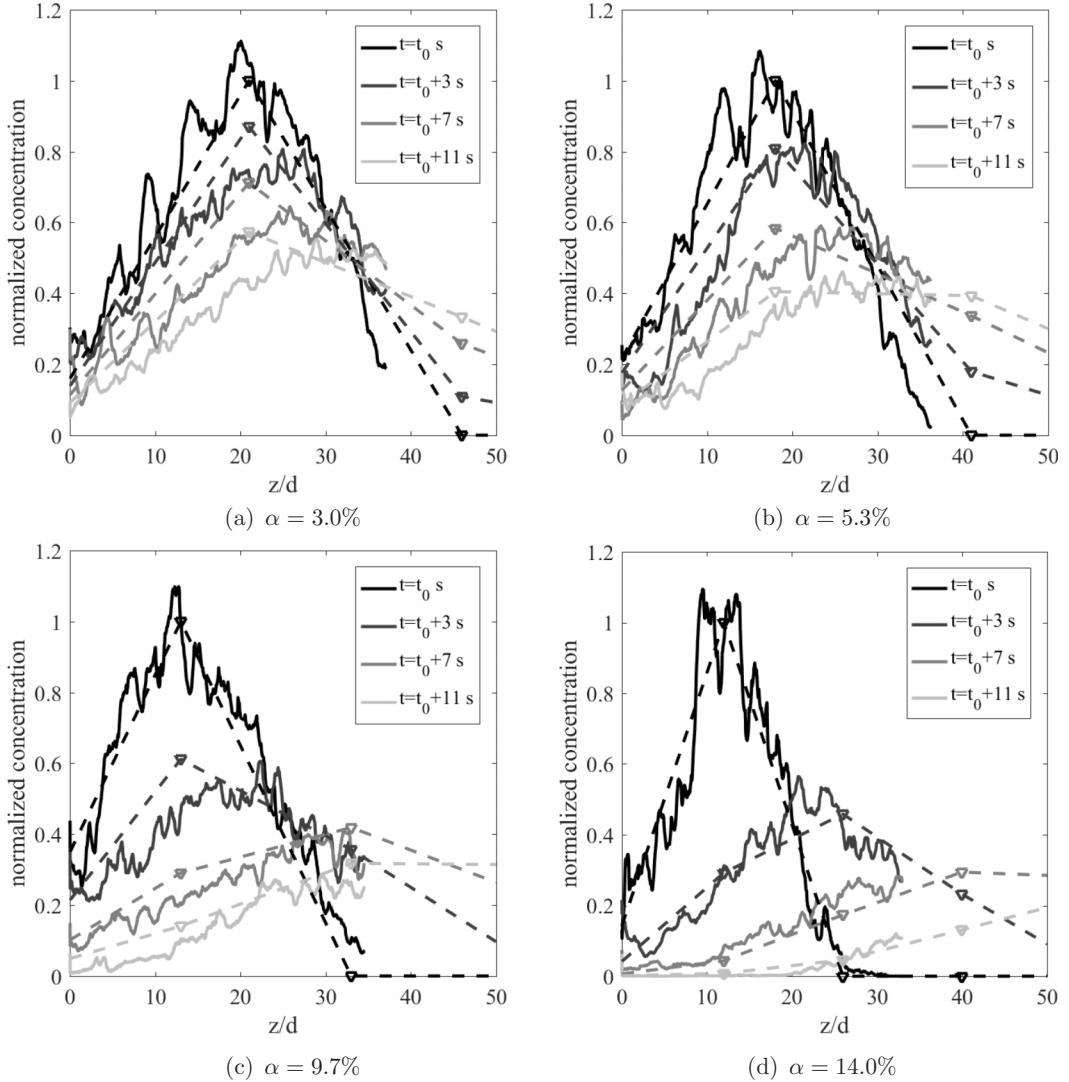 1.2
1
0.8
0.6
0.4
0.2
0
normalized concentration
t=t0 s
t=t0+3 s
t=t0+7 s
t=t0+11 s
0 10 20 30 40 50
z/d
(a) α = 3.0%
1.2
1
0.8
0.6
0.4
0.2
0
normalized concentration
t=t0 s
t=t0+3 s
t=t0+7 s
t=t0+11 s
0 10 20 30 40 50
z/d
(b) α = 5.3%
1.2
1
0.8
0.6
0.4
0.2
0
normalized concentration
t=t0 s
t=t0+3 s
t=t0+7 s
t=t0+11 s
0 10 20 30 40 50
z/d
(c) α = 9.7%
1.2
1
0.8
0.6
0.4
0.2
0
normalized concentration
t=t0 s
t=t0+3 s
t=t0+7 s
t=t0+11 s
0 10 20 30 40 50
z/d
(d) α = 14.0%